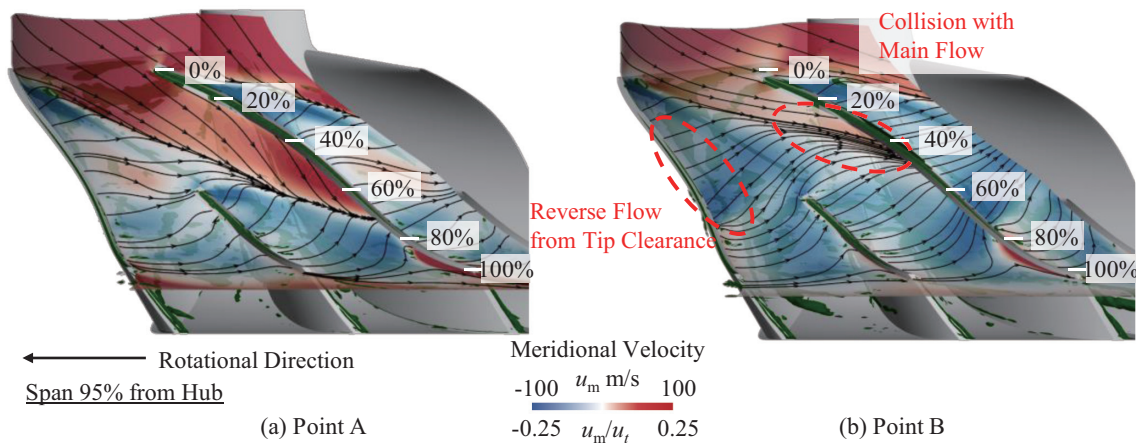 0%
20%
40%
60%
80%
100%
Collision with
Main Flow
0%
20%
40%
60%
80%
100%
Reverse Flow
from Tip Clearance
Rotational Direction
Span 95% from Hub
Meridional Velocity
-100 u_m m/s 100
-0.25 u_m/u_t 0.25
(a) Point A
(b) Point B